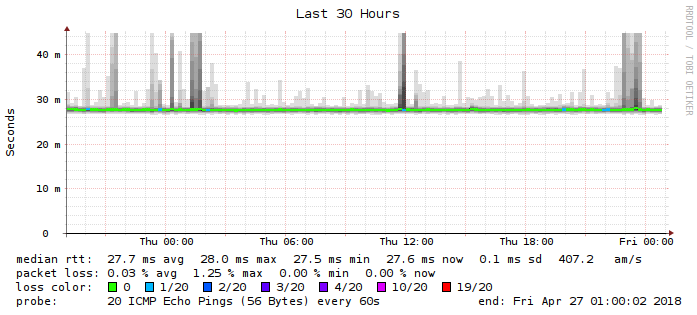 Last 30 Hours
RRDTOOL / TOBI OETIKER
Seconds
40 m
30 m
20 m
10 m
0
Thu 00:00 Thu 06:00 Thu 12:00 Thu 18:00 Fri 00:00
median rtt: 27.7 ms avg 28.0 ms max 27.5 ms min 27.6 ms now 0.1 ms sd 407.2 am/s
packet loss: 0.03 % avg 1.25 % max 0.00 % min 0.00 % now
loss color: 0 1/20 2/20 3/20 4/20 10/20 19/20
probe: 20 ICMP Echo Pings (56 Bytes) every 60s end: Fri Apr 27 01:00:02 2018